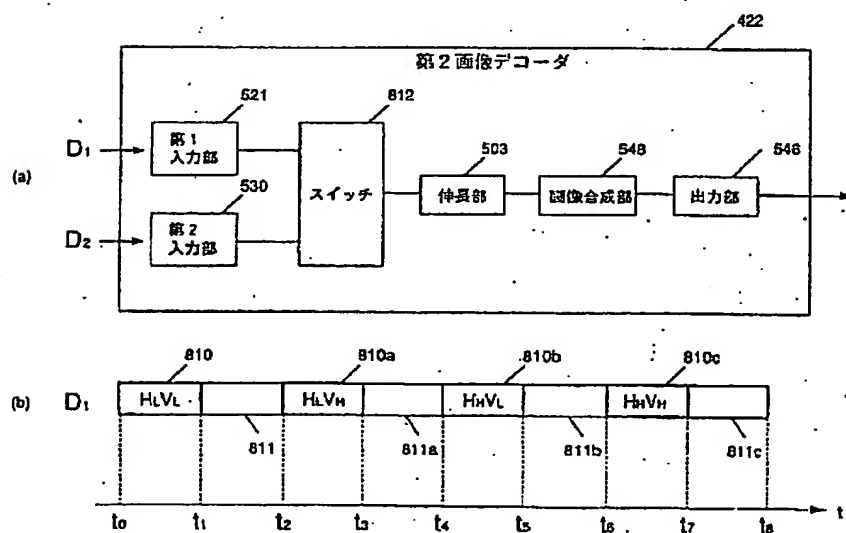 422
第2画像デコーダ
521
812
D1
第1
入力部
503
548
546
(a)
スイッチ
伸長部
画像合成部
出力部
530
D2
第2
入力部
810
810a
810b
810c
(b)
D1
HLVL
HLVH
HHVL
HHVH
811
811a
811b
811c
t0
t1
t2
t3
t4
t5
t6
t7
t8
t